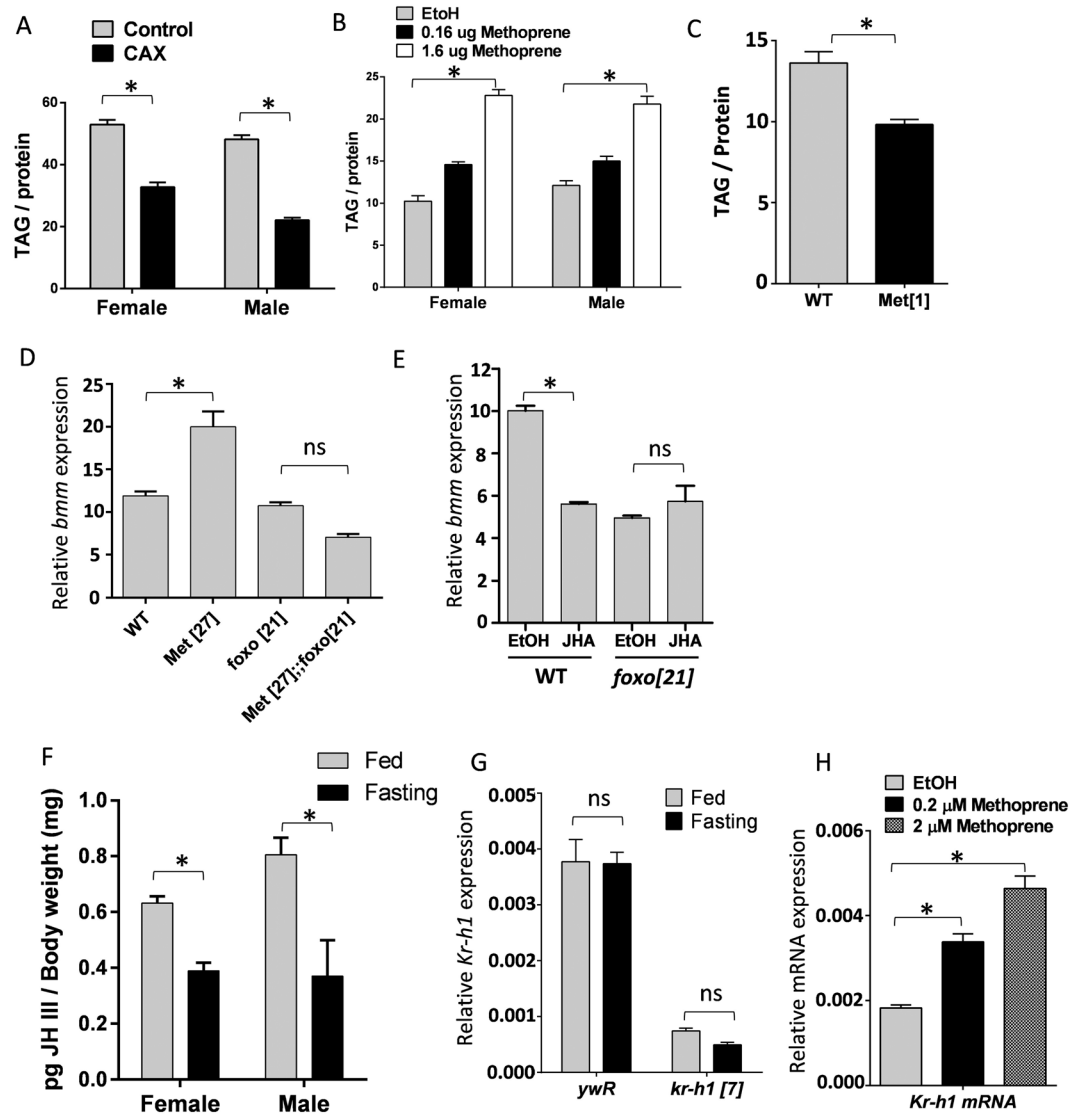 A
Control
CAX
TAG / protein
60
40
20
0
*
*
Female
Male
B
EtoH
0.16 ug Methoprene
1.6 ug Methoprene
TAG / protein
25
20
15
10
5
0
*
*
Female
Male
C
TAG / Protein
15
10
5
0
*
WT
Met[1]
D
Relative bmm expression
25
20
15
10
5
0
*
ns
WT
Met [27]
foxo [21]
Met [27];;foxo[21]
E
Relative bmm expression
12
10
8
6
4
2
0
*
ns
EtOH
JHA
EtOH
JHA
WT
foxo[21]
F
Fed
Fasting
pg JH III / Body weight (mg)
1.0
0.8
0.6
0.4
0.2
0.0
*
*
Female
Male
G
Fed
Fasting
Relative Kr-h1 expression
0.005
0.004
0.003
0.002
0.001
0.000
ns
ns
ywR
kr-h1 [7]
H
EtOH
0.2 μM Methoprene
2 μM Methoprene
Relative mRNA expression
0.006
0.004
0.002
0.000
*
*
Kr-h1 mRNA